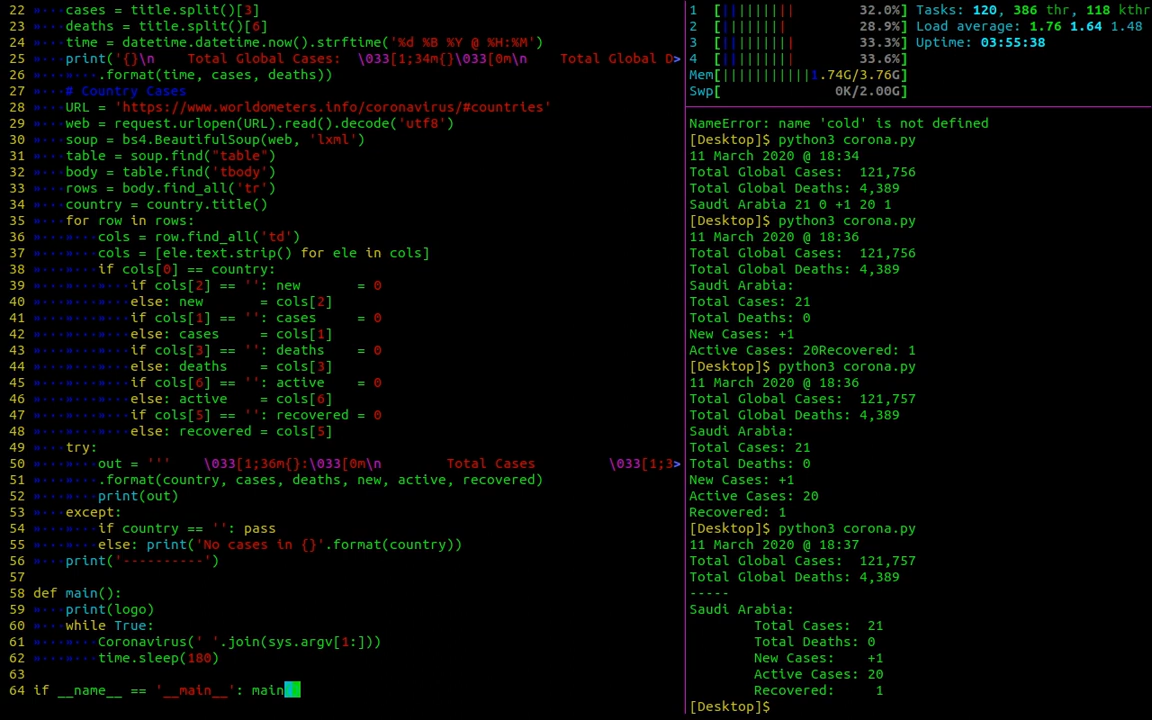 22 cases = title.split()[3]
23 deaths = title.split()[6]
24 time = datetime.datetime.now().strftime('%d %B %Y @ %H:%M')
25 print('{}\n    Total Global Cases:  \033[1;34m{}\033[0m\n    Total Global D>
26 .format(time, cases, deaths))
27 # Country Cases
28 URL = 'https://www.worldometers.info/coronavirus/#countries'
29 web = request.urlopen(URL).read().decode('utf8')
30 soup = bs4.BeautifulSoup(web, 'lxml')
31 table = soup.find("table")
32 body = table.find('tbody')
33 rows = body.find_all('tr')
34 country = country.title()
35 for row in rows:
36 cols = row.find_all('td')
37 cols = [ele.text.strip() for ele in cols]
38 if cols[0] == country:
39 if cols[2] == '': new       = 0
40 else: new       = cols[2]
41 if cols[1] == '': cases     = 0
42 else: cases     = cols[1]
43 if cols[3] == '': deaths    = 0
44 else: deaths    = cols[3]
45 if cols[6] == '': active    = 0
46 else: active    = cols[6]
47 if cols[5] == '': recovered = 0
48 else: recovered = cols[5]
49 try:
50 out = '''    \033[1;36m{}:\033[0m\n        Total Cases         \033[1;3>
51 .format(country, cases, deaths, new, active, recovered)
52 print(out)
53 except:
54 if country == '': pass
55 else: print('No cases in {}'.format(country))
56 print('----------')
57
58 def main():
59 print(logo)
60 while True:
61 Coronavirus(' '.join(sys.argv[1:]))
62 time.sleep(180)
63
64 if __name__ == '__main__': main()
1 [||||||||| 32.0%] Tasks: 120, 386 thr, 118 kthr
2 [|||||||| 28.9%] Load average: 1.76 1.64 1.48
3 [||||||||| 33.3%] Uptime: 03:55:38
4 [||||||||| 33.6%]
Mem[|||||||||||1.74G/3.76G]
Swp[ 0K/2.00G]
NameError: name 'cold' is not defined
[Desktop]$ python3 corona.py
11 March 2020 @ 18:34
Total Global Cases:  121,756
Total Global Deaths: 4,389
Saudi Arabia 21 0 +1 20 1
[Desktop]$ python3 corona.py
11 March 2020 @ 18:36
Total Global Cases:  121,756
Total Global Deaths: 4,389
Saudi Arabia:
Total Cases: 21
Total Deaths: 0
New Cases: +1
Active Cases: 20Recovered: 1
[Desktop]$ python3 corona.py
11 March 2020 @ 18:36
Total Global Cases:  121,757
Total Global Deaths: 4,389
Saudi Arabia:
Total Cases: 21
Total Deaths: 0
New Cases: +1
Active Cases: 20
Recovered: 1
[Desktop]$ python3 corona.py
11 March 2020 @ 18:37
Total Global Cases:  121,757
Total Global Deaths: 4,389
-----
Saudi Arabia:
Total Cases:  21
Total Deaths: 0
New Cases:    +1
Active Cases: 20
Recovered:     1
[Desktop]$